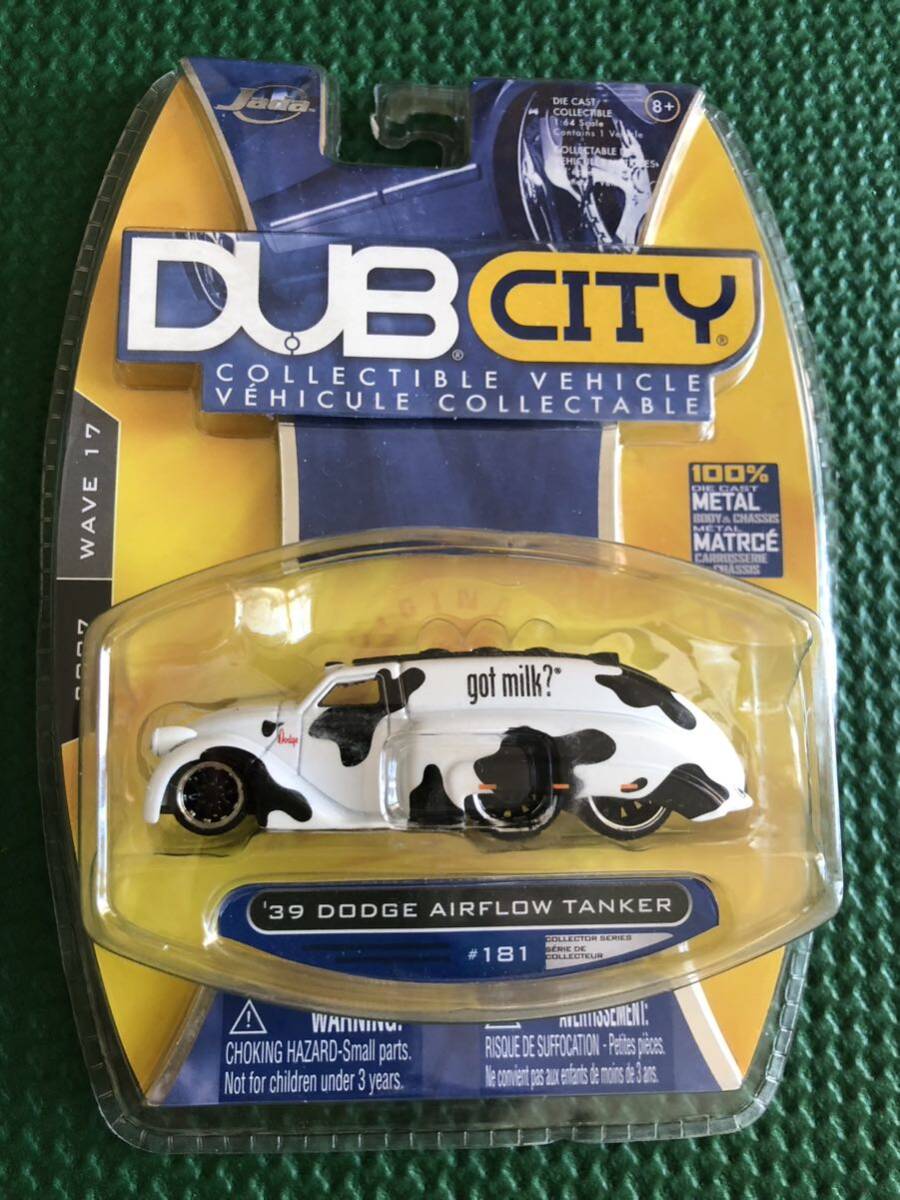 Jada
DIE CAST
COLLECTIBLE
1:64 Scale
Contains 1 Vehicle
8+
DUB CITY
COLLECTIBLE VEHICLE
VÉHICULE COLLECTABLE
WAVE 17
100%
DIE CAST
METAL
BODY & CHASSIS
MÉTAL
MATRCÉ
CARROSSERIE
CHÂSSIS
got milk?®
Dodge
'39 DODGE AIRFLOW TANKER
#181
COLLECTOR SERIES
SÉRIE DE
COLLECTEUR
WARNING:
CHOKING HAZARD-Small parts.
Not for children under 3 years.
AVERTISSEMENT:
RISQUE DE SUFFOCATION - Petites pièces.
Ne convient pas aux enfants de moins de 3 ans.